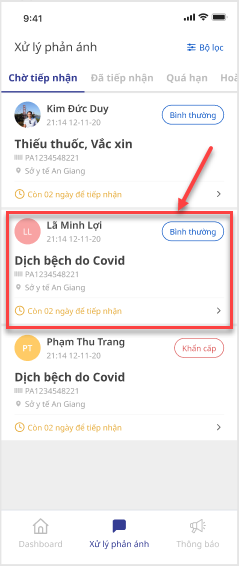 9:41
Xử lý phản ánh
Bộ lọc
Chờ tiếp nhận Đã tiếp nhận Quá hạn Hoà
Kim Đức Duy
21:14 12-11-20
Bình thường
Thiếu thuốc, Vắc xin
PA1234548221
Sở y tế An Giang
Còn 02 ngày để tiếp nhận
LL
Lã Minh Lợi
21:14 12-11-20
Bình thường
Dịch bệch do Covid
PA1234548221
Sở y tế An Giang
Còn 02 ngày để tiếp nhận
PT
Phạm Thu Trang
21:14 12-11-20
Khẩn cấp
Dịch bệch do Covid
PA1234548221
Sở y tế An Giang
Còn 02 ngày để tiếp nhận
Dashboard
Xử lý phản ánh
Thông báo